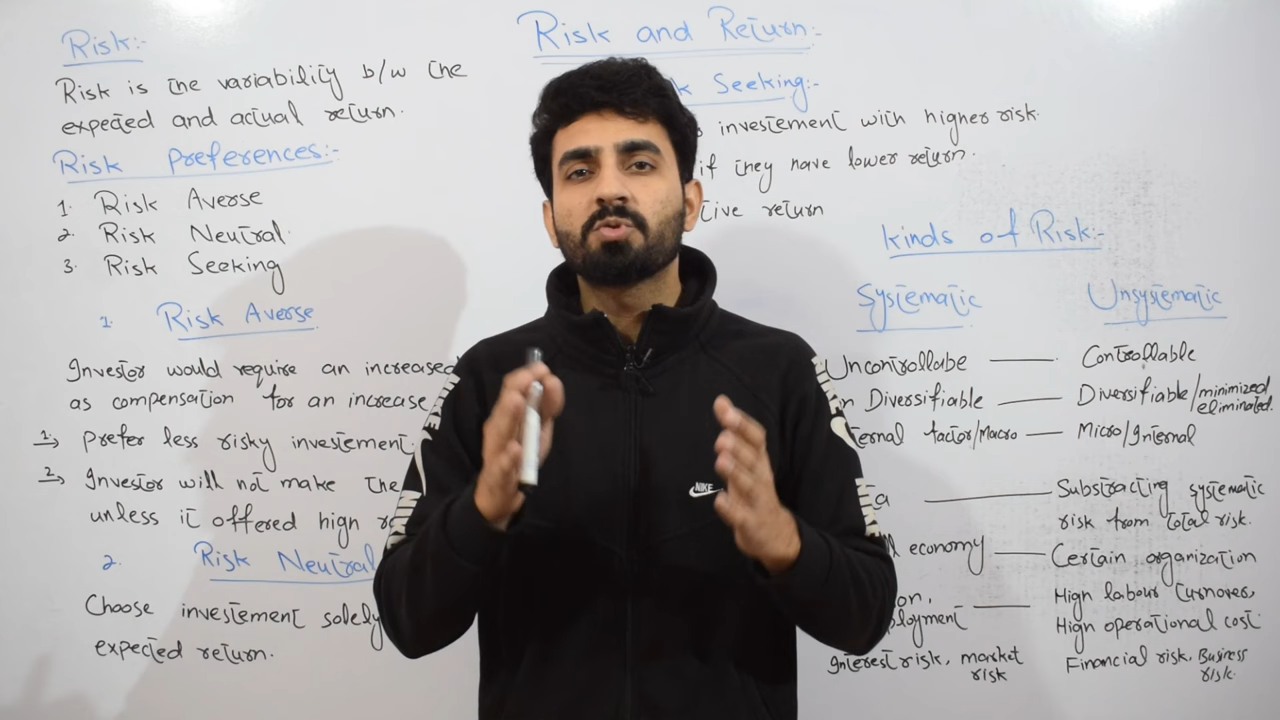 Risk and Return:-
Risk:-
Risk is the variability b/w the
expected and actual return.
Risk preferences:-
1. Risk Averse
2. Risk Neutral
3. Risk Seeking
1. Risk Averse
Investor would require an increased
as compensation for an increase
1. prefer less risky investement
2. Investor will not make the
unless it offered high
2. Risk Neutral
Choose investement solely
expected return.
Seeking:-
investement with higher risk.
if they have lower return.
return
Kinds of Risk:-
Systematic Unsystematic
Uncontrollabe — Controllable
Diversifiable — Diversifiable/minimized
eliminated.
factor/Macro — Micro/Internal
— Substracting systematic
risk from total risk.
economy — Certain organization
— High labour turnover,
High operational cost
Interest risk, market Financial risk, Business
risk risk.
NIKE